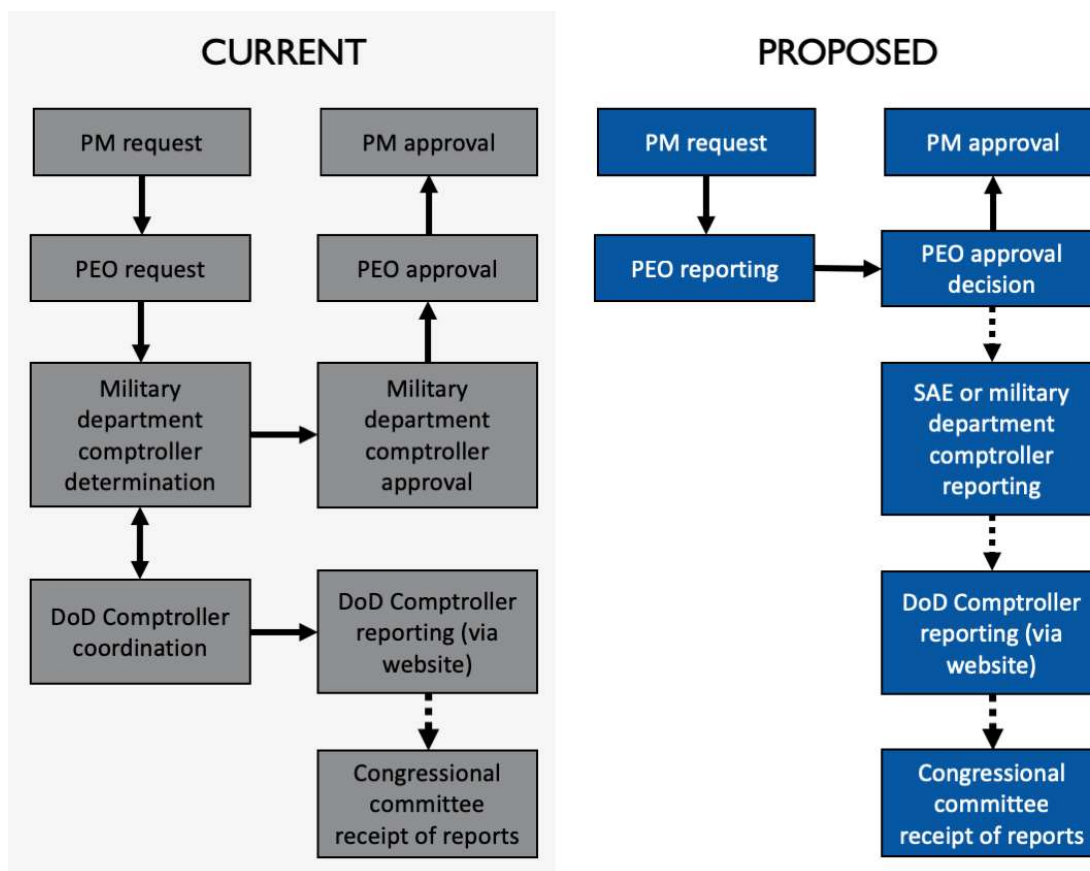 CURRENT
PM request
PM approval
PEO request
PEO approval
Military
department
comptroller
determination
Military
department
comptroller
approval
DoD Comptroller
coordination
DoD Comptroller
reporting (via
website)
Congressional
committee
receipt of reports
PROPOSED
PM request
PM approval
PEO reporting
PEO approval
decision
SAE or military
department
comptroller
reporting
DoD Comptroller
reporting (via
website)
Congressional
committee
receipt of reports